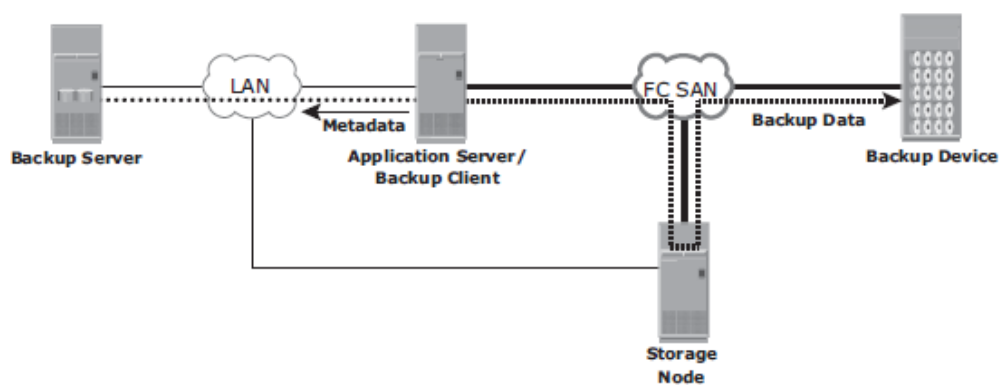 LAN
FC SAN
Metadata
Backup Data
Backup Server
Application Server/
Backup Client
Backup Device
Storage
Node